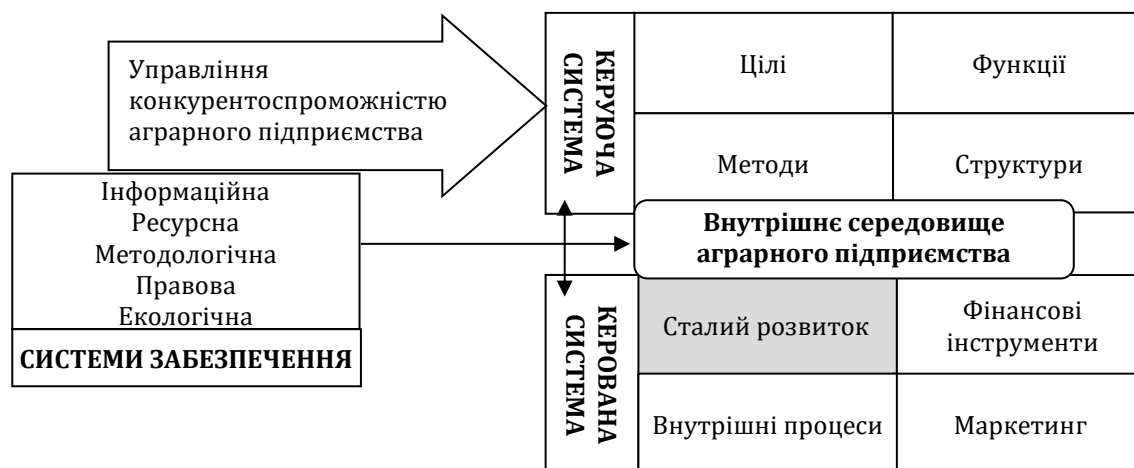 Управління
конкурентоспроможністю
аграрного підприємства
КЕРУЮЧА
СИСТЕМА
Цілі
Функції
Методи
Структури
Інформаційна
Ресурсна
Методологічна
Правова
Екологічна
СИСТЕМИ ЗАБЕЗПЕЧЕННЯ
Внутрішнє середовище
аграрного підприємства
КЕРОВАНА
СИСТЕМА
Сталий розвиток
Фінансові
інструменти
Внутрішні процеси
Маркетинг